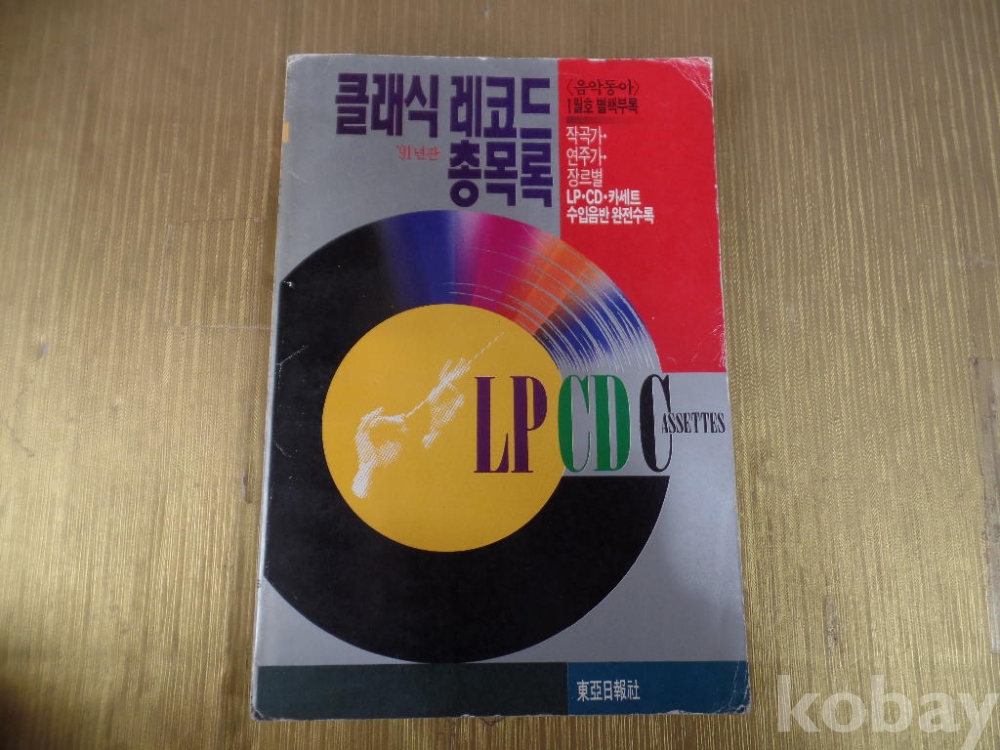 클래식 레코드
'91년판
총목록
〈음악동아〉
1월호 별책부록
작곡가·
연주가·
장르별
LP·CD·카세트
수입음반 완전수록
LP CD CASSETTES
東亞日報社
kobay